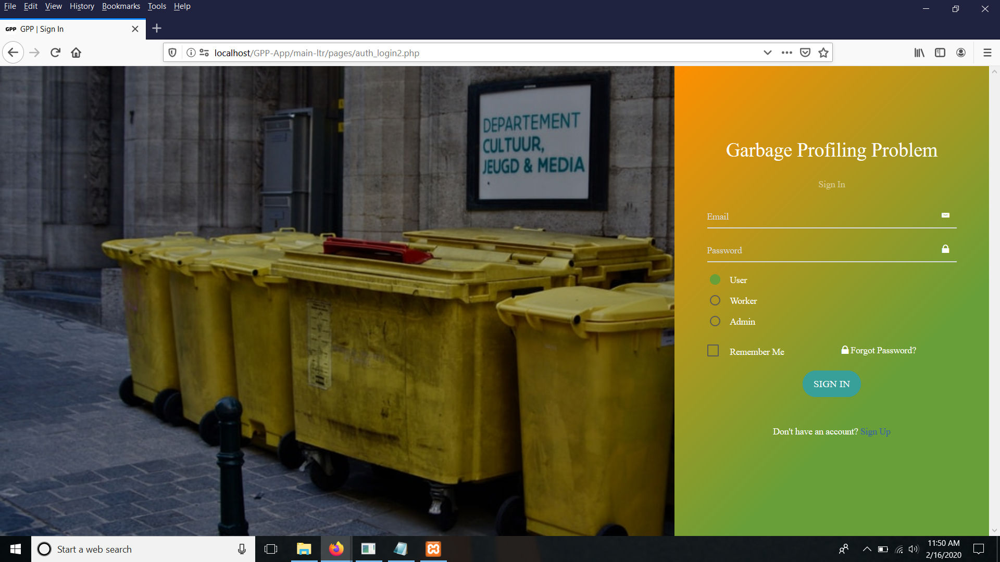 File Edit View History Bookmarks Tools Help
GPP GPP | Sign In
localhost/GPP-App/main-ltr/pages/auth_login2.php
DEPARTEMENT
CULTUUR,
JEUGD & MEDIA
Garbage Profiling Problem
Sign In
Email
Password
User
Worker
Admin
Remember Me
Forgot Password?
SIGN IN
Don't have an account? Sign Up
Start a web search
11:50 AM
2/16/2020